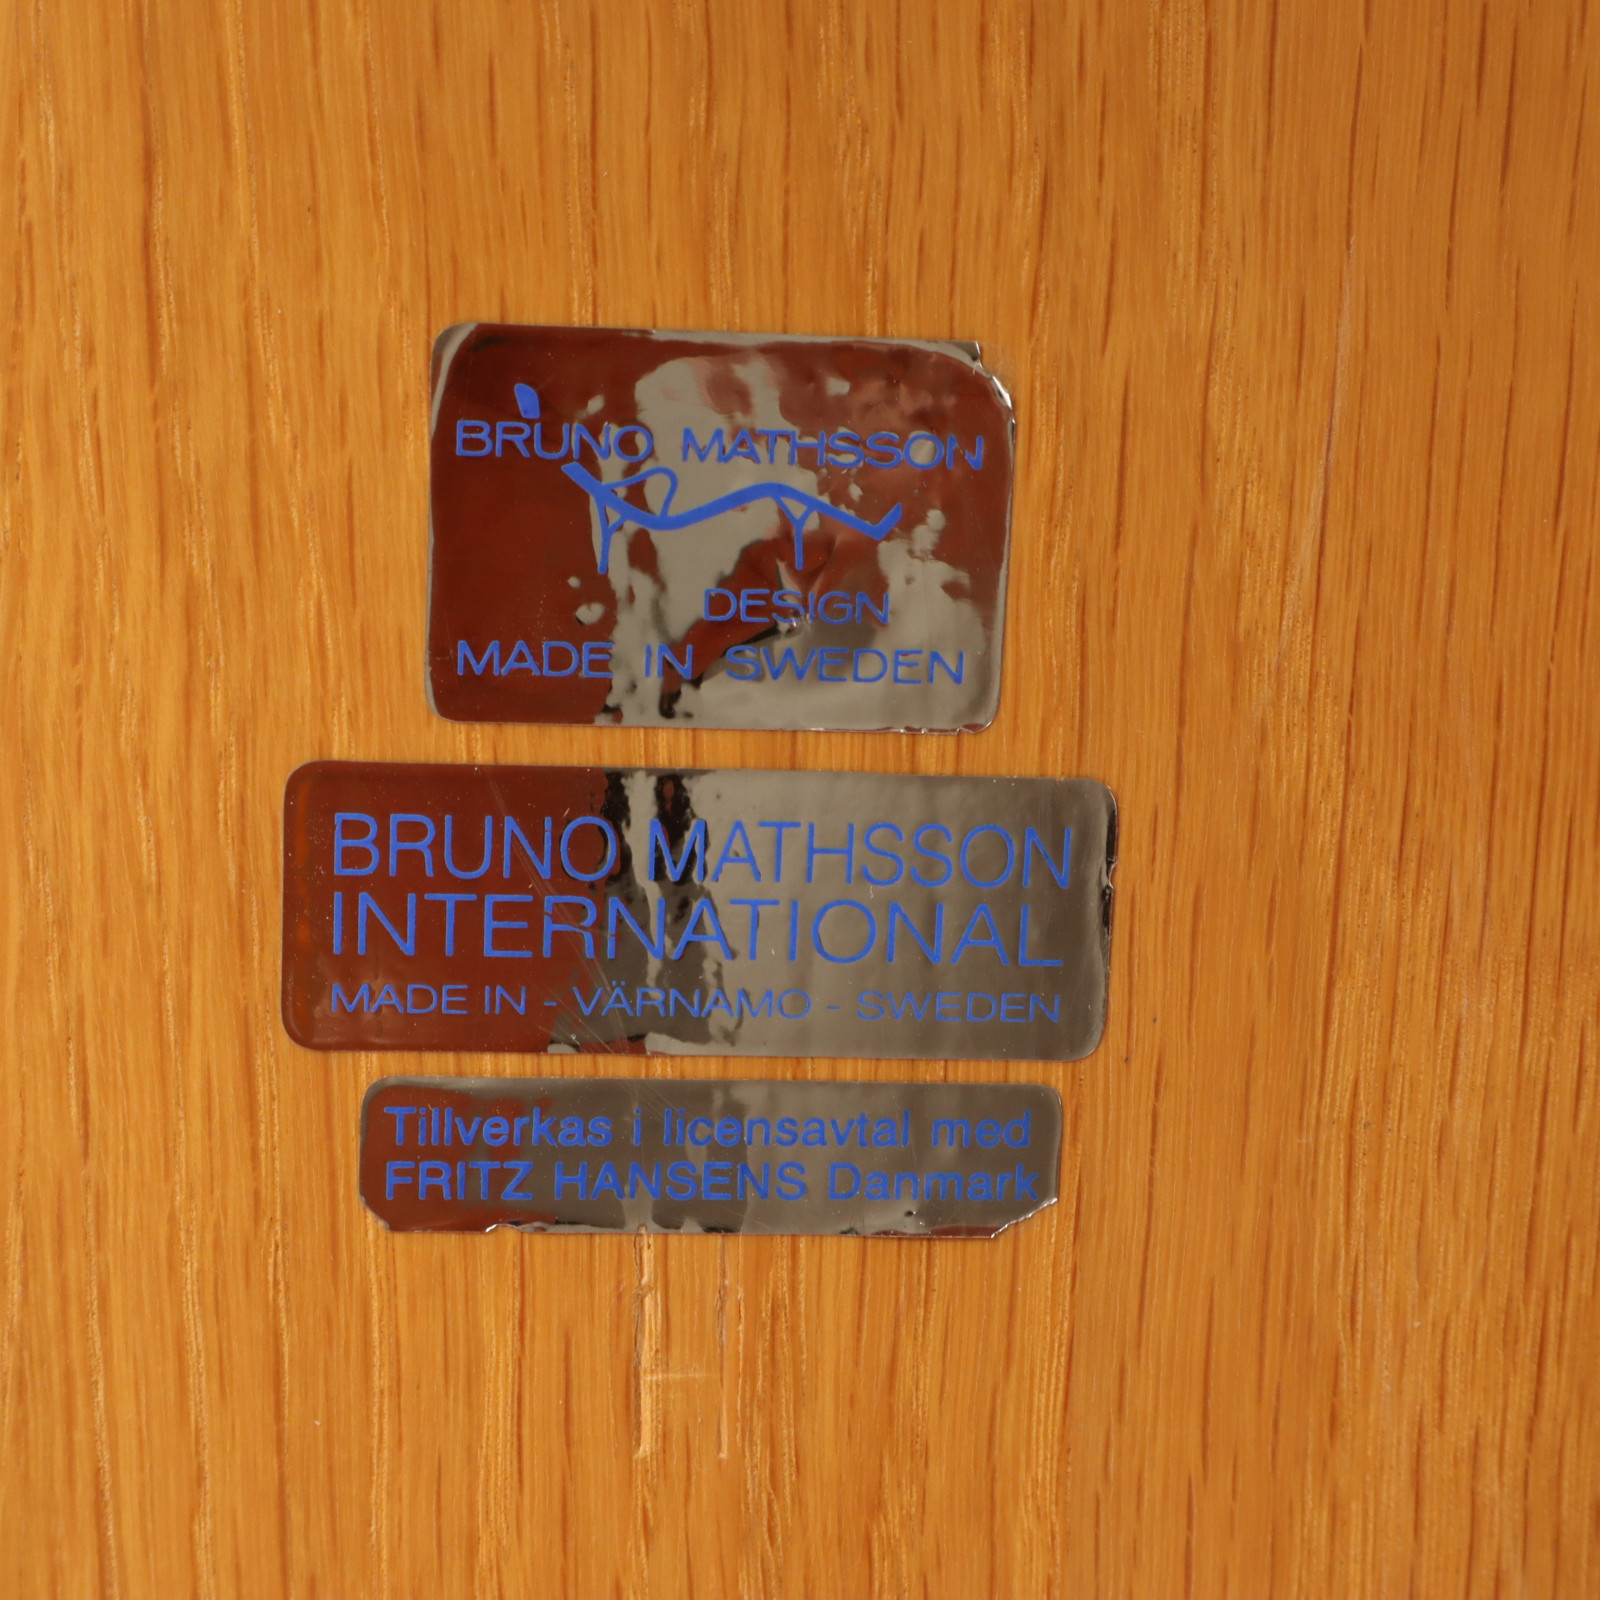 BRUNO MATHSSON
DESIGN
MADE IN SWEDEN
BRUNO MATHSSON
INTERNATIONAL
MADE IN - VÄRNAMO - SWEDEN
Tillverkas i licensavtal med
FRITZ HANSENS Danmark